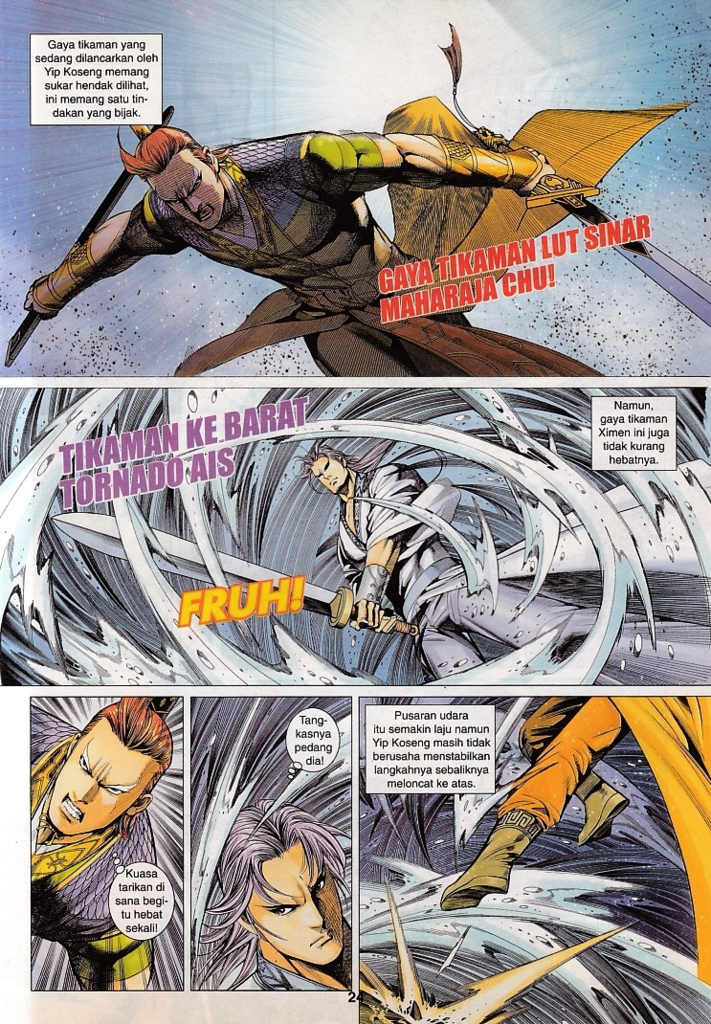 Gaya tikaman yang
sedang dilancarkan oleh
Yip Koseng memang
sukar hendak dilihat,
ini memang satu tin-
dakan yang bijak.
GAYA TIKAMAN LUT SINAR
MAHARAJA CHU!
TIKAMAN KE BARAT
TORNADO AIS
Namun,
gaya tikaman
Ximen ini juga
tidak kurang
hebatnya.
FRUH!
Kuasa
tarikan di
sana begi-
tu hebat
sekali!
Tang-
kasnya
pedang
dia!
Pusaran udara
itu semakin laju namun
Yip Koseng masih tidak
berusaha menstabilkan
langkahnya sebaliknya
meloncat ke atas.
24